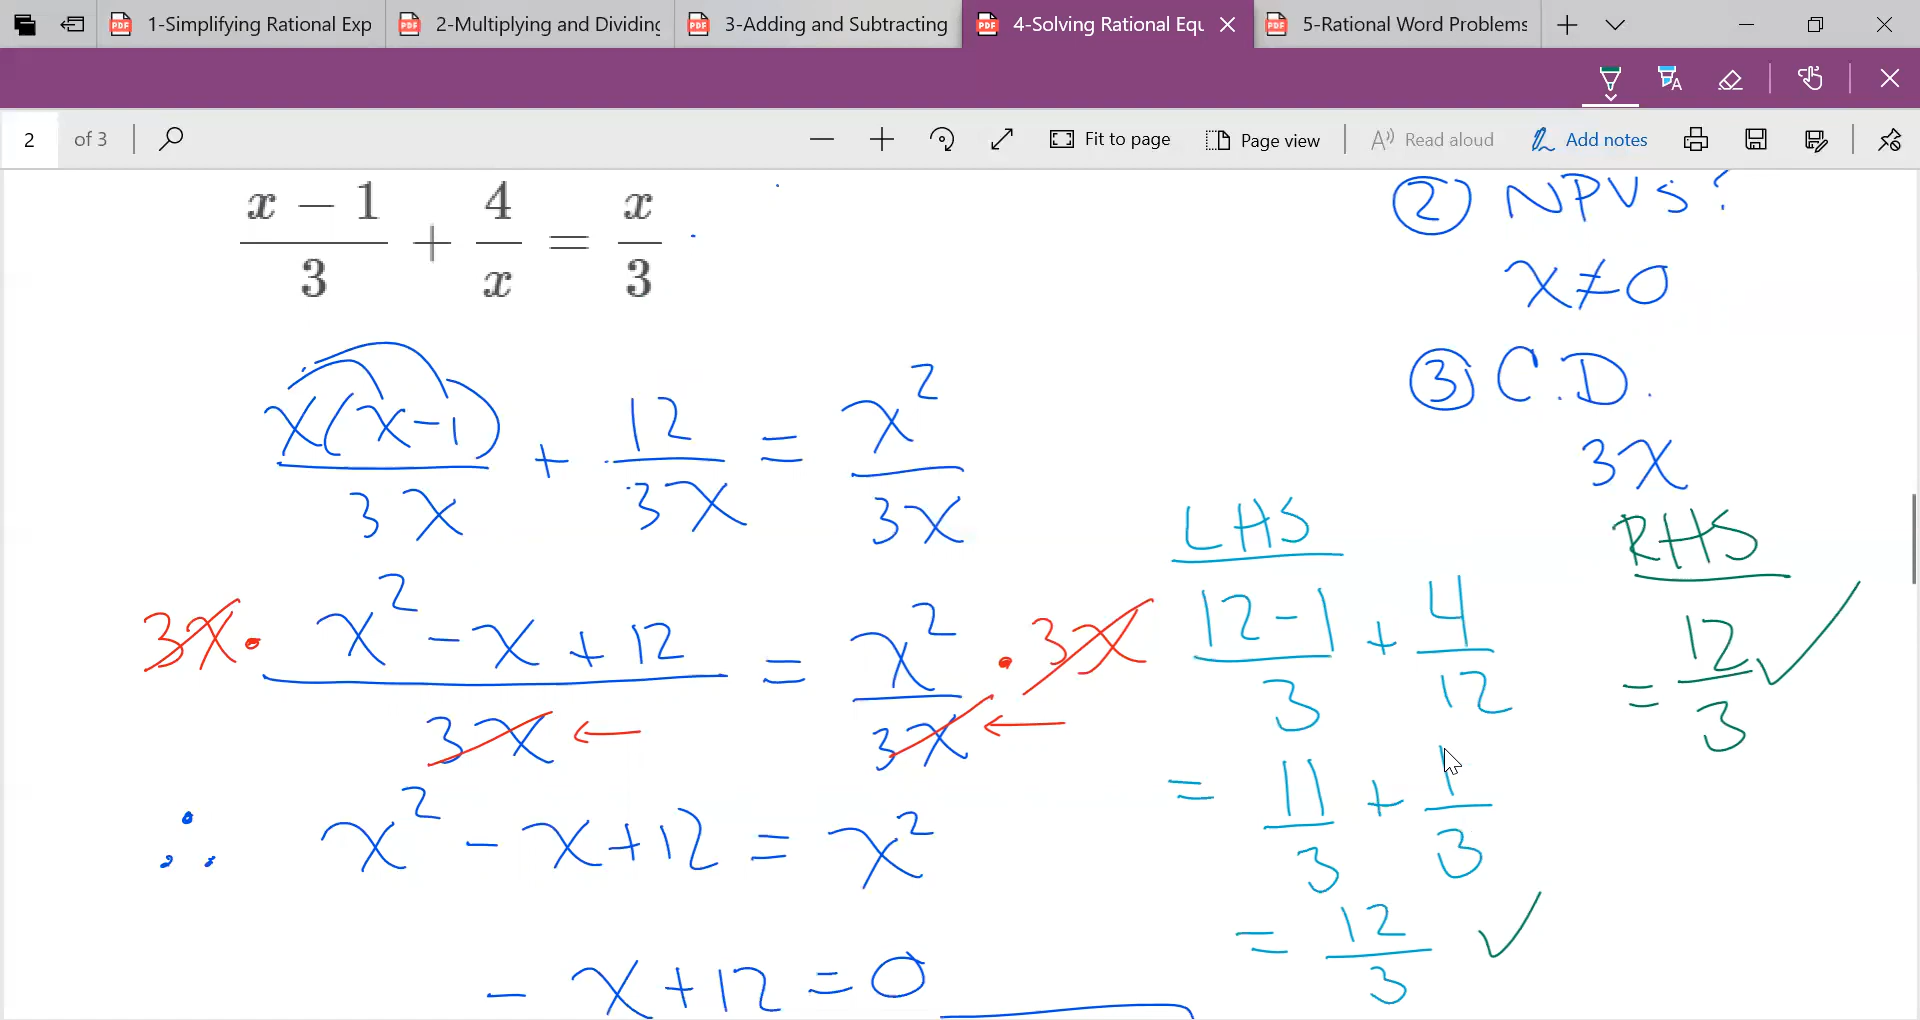 1-Simplifying Rational Exp 2-Multiplying and Dividing 3-Adding and Subtracting 4-Solving Rational Equ 5-Rational Word Problems
2 of 3 Fit to page Page view Read aloud Add notes
(x − 1)/3 + 4/x = x/3
② NPVs?
x ≠ 0
③ C.D.
3x
x(x-1)/3x + 12/3x = x²/3x
3x · (x² - x + 12)/3x = x²/3x · 3x
∴ x² - x + 12 = x²
- x + 12 = 0
LHS
(12-1)/3 + 4/12
= 11/3 + 1/3
= 12/3 ✓
RHS
= 12/3 ✓